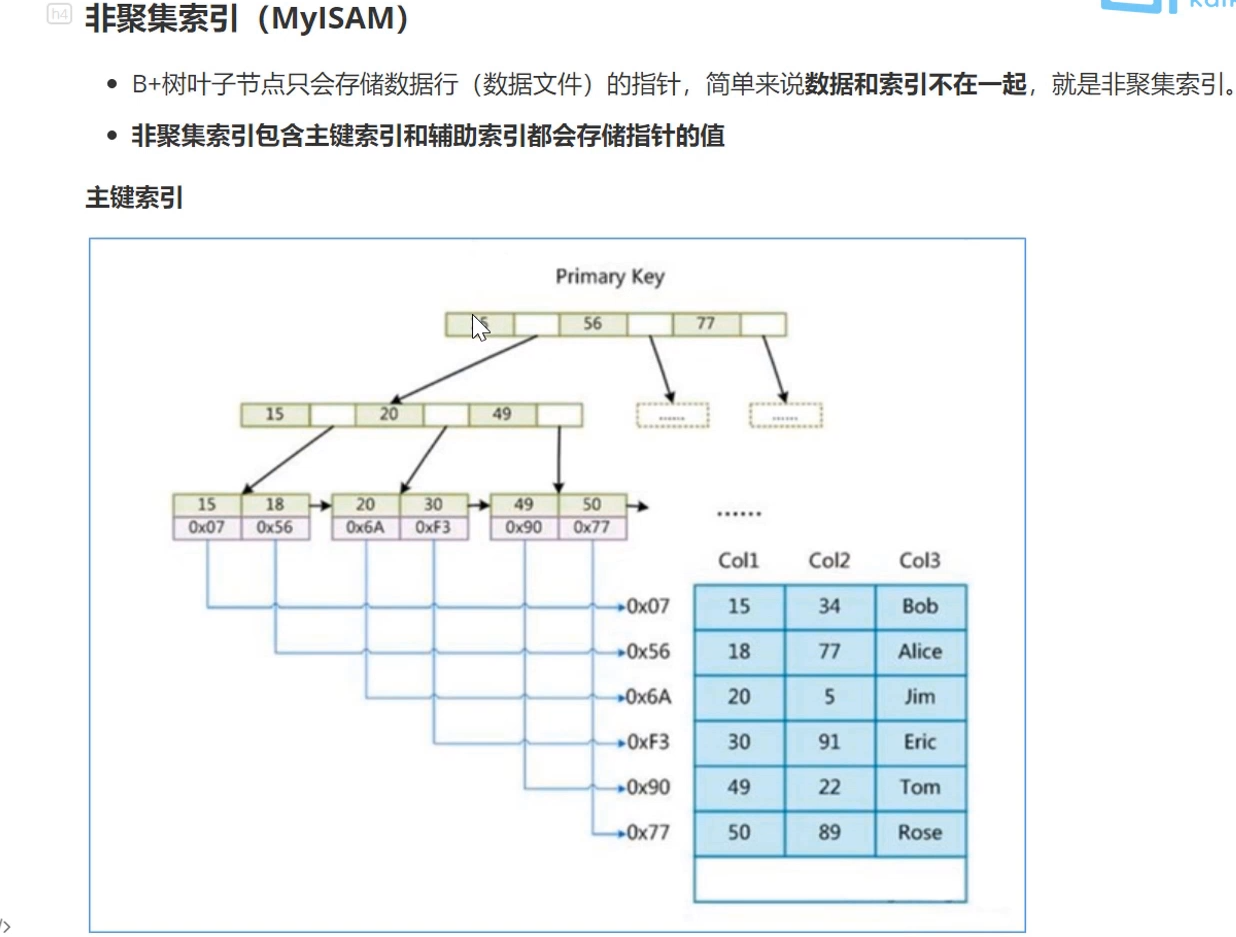 h4 非聚集索引（MyISAM）
• B+树叶子节点只会存储数据行（数据文件）的指针，简单来说数据和索引不在一起，就是非聚集索引。
• 非聚集索引包含主键索引和辅助索引都会存储指针的值
主键索引
Primary Key
56 77
15 20 49
...... ......
15 18 20 30 49 50
0x07 0x56 0x6A 0xF3 0x90 0x77
......
Col1 Col2 Col3
0x07 15 34 Bob
0x56 18 77 Alice
0x6A 20 5 Jim
0xF3 30 91 Eric
0x90 49 22 Tom
0x77 50 89 Rose
/>